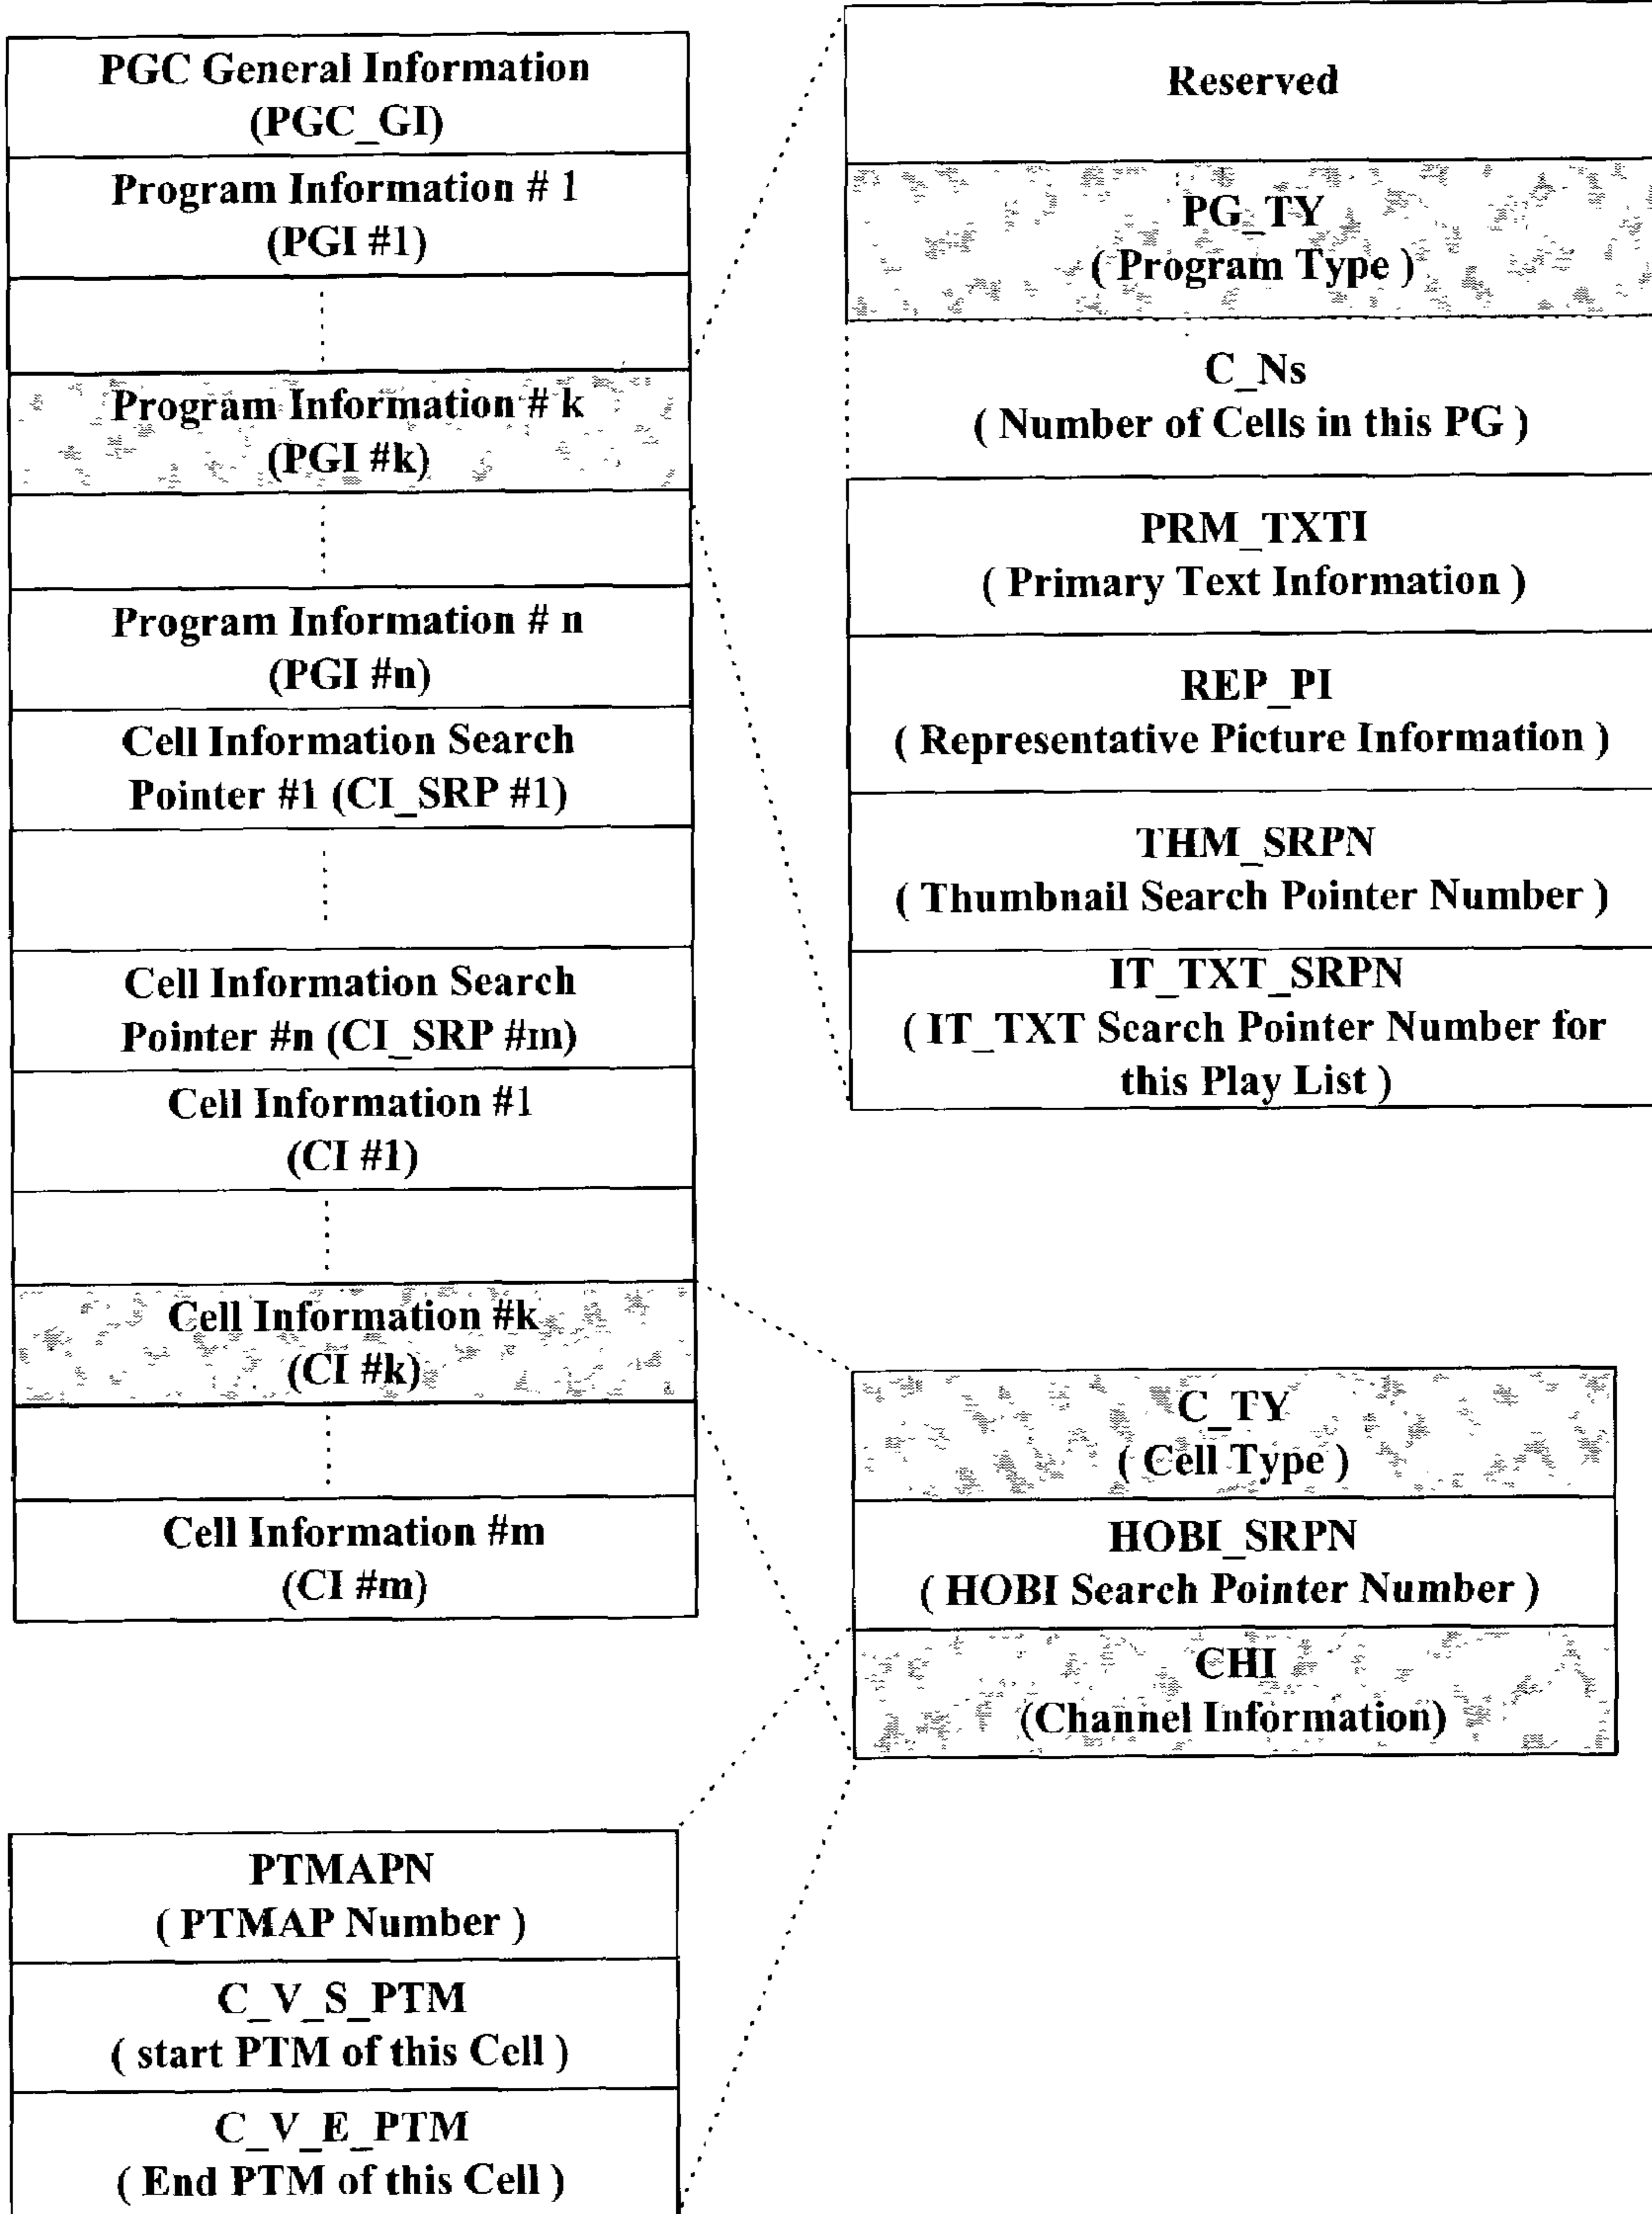 PGC General Information
(PGC_GI)
Program Information # 1
(PGI #1)
Program Information # k
(PGI #k)
Program Information # n
(PGI #n)
Cell Information Search
Pointer #1 (CI_SRP #1)
Cell Information Search
Pointer #n (CI_SRP #m)
Cell Information #1
(CI #1)
Cell Information #k
(CI #k)
Cell Information #m
(CI #m)
Reserved
PG_TY
( Program Type )
C_Ns
( Number of Cells in this PG )
PRM_TXTI
( Primary Text Information )
REP_PI
( Representative Picture Information )
THM_SRPN
( Thumbnail Search Pointer Number )
IT_TXT_SRPN
( IT_TXT Search Pointer Number for
this Play List )
C_TY
( Cell Type )
HOBI_SRPN
( HOBI Search Pointer Number )
CHI
(Channel Information)
PTMAPN
( PTMAP Number )
C_V_S_PTM
( start PTM of this Cell )
C_V_E_PTM
( End PTM of this Cell )